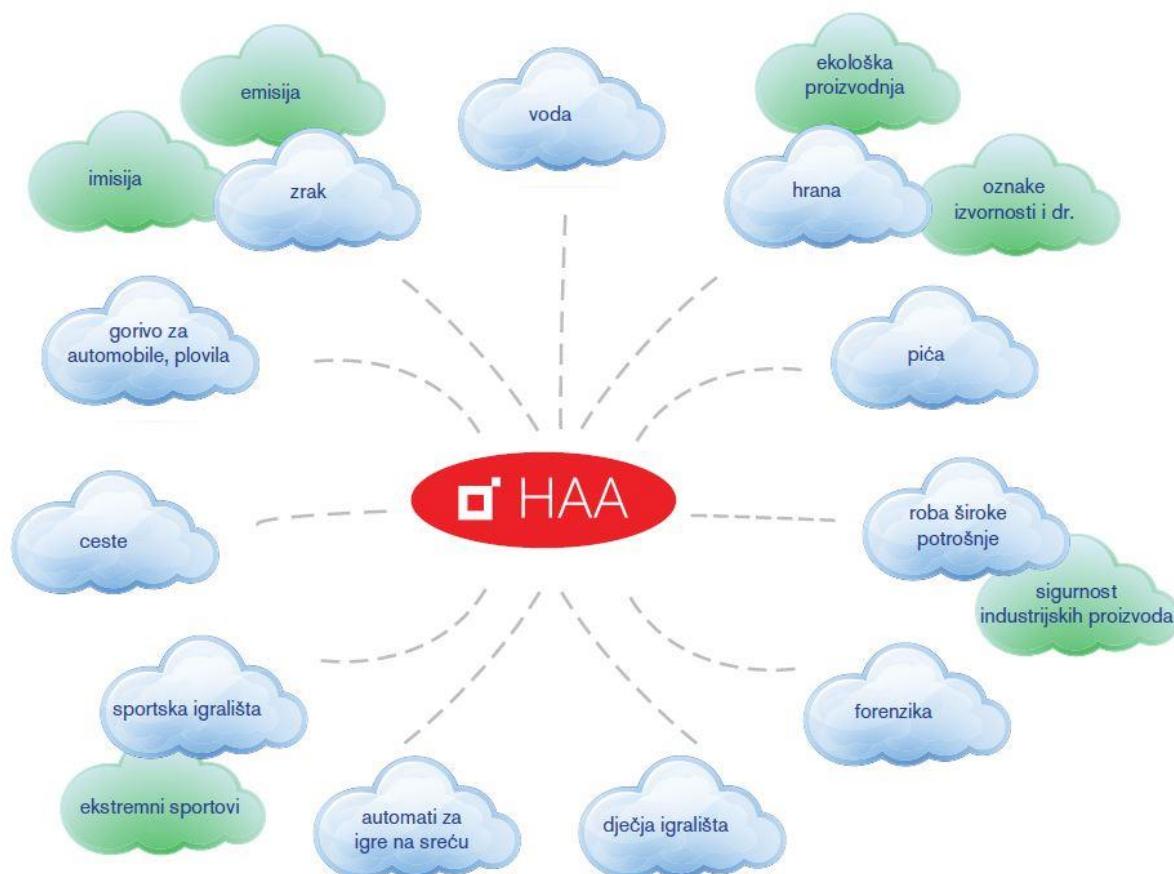 emisija
imisija
zrak
voda
ekološka
proizvodnja
hrana
oznake
izvornosti i dr.
gorivo za
automobile, plovila
pića
HAA
ceste
roba široke
potrošnje
sigurnost
industrijskih proizvoda
sportska igrališta
ekstremni sportovi
forenzika
automati za
igre na sreću
dječja igrališta